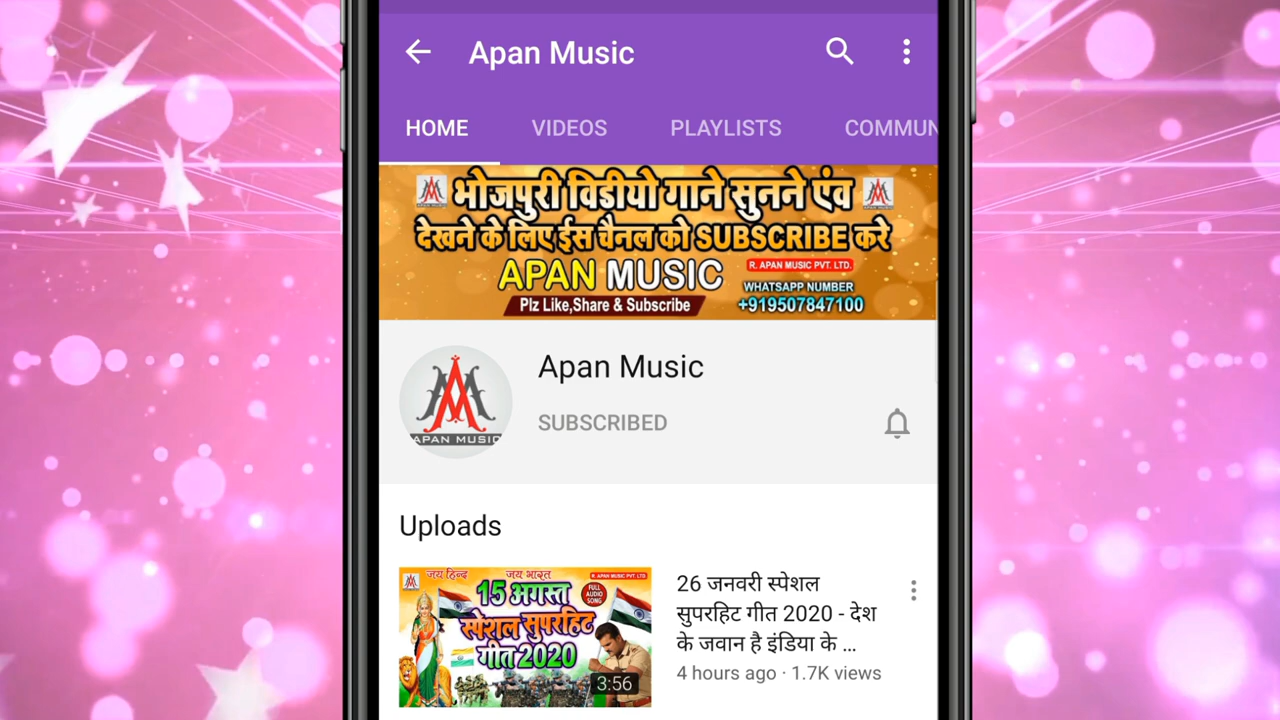 Apan Music
HOME VIDEOS PLAYLISTS COMMUN
भोजपुरी विडीयो गाने सुनने एंव
देखने के लिए ईस चैनल को SUBSCRIBE करे
APAN MUSIC
R. APAN MUSIC PVT. LTD.
WHATSAPP NUMBER
+919507847100
Plz Like,Share & Subscribe
Apan Music
SUBSCRIBED
APAN MUSIC
Uploads
जय हिन्द जय भारत
R. APAN MUSIC PVT. LTD.
15 अगस्त
FULL
AUDIO
SONG
स्पेशल सुपरहिट
गीत 2020
3:56
26 जनवरी स्पेशल
सुपरहिट गीत 2020 - देश
के जवान है इंडिया के ...
4 hours ago · 1.7K views